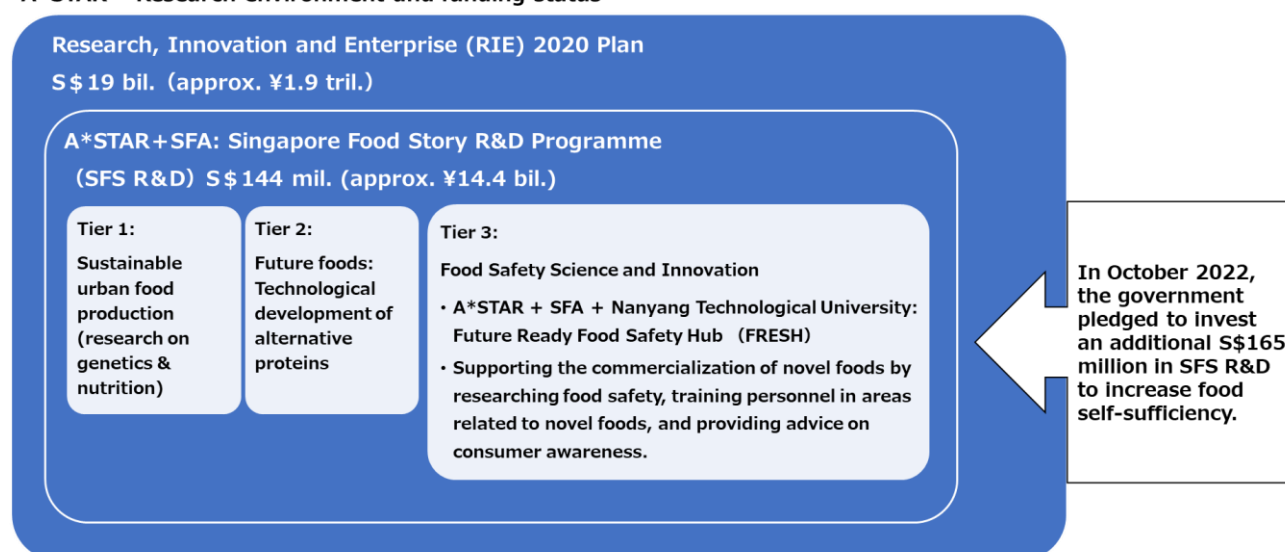 Research, Innovation and Enterprise (RIE) 2020 Plan
S$19 bil. (approx. ¥1.9 tril.)
A*STAR+SFA: Singapore Food Story R&D Programme
(SFS R&D) S$144 mil. (approx. ¥14.4 bil.)
Tier 1:
Sustainable
urban food
production
(research on
genetics &
nutrition)
Tier 2:
Future foods:
Technological
development of
alternative
proteins
Tier 3:
Food Safety Science and Innovation
・A*STAR + SFA + Nanyang Technological University:
Future Ready Food Safety Hub (FRESH)
・Supporting the commercialization of novel foods by
researching food safety, training personnel in areas
related to novel foods, and providing advice on
consumer awareness.
In October 2022,
the government
pledged to invest
an additional S$165
million in SFS R&D
to increase food
self-sufficiency.